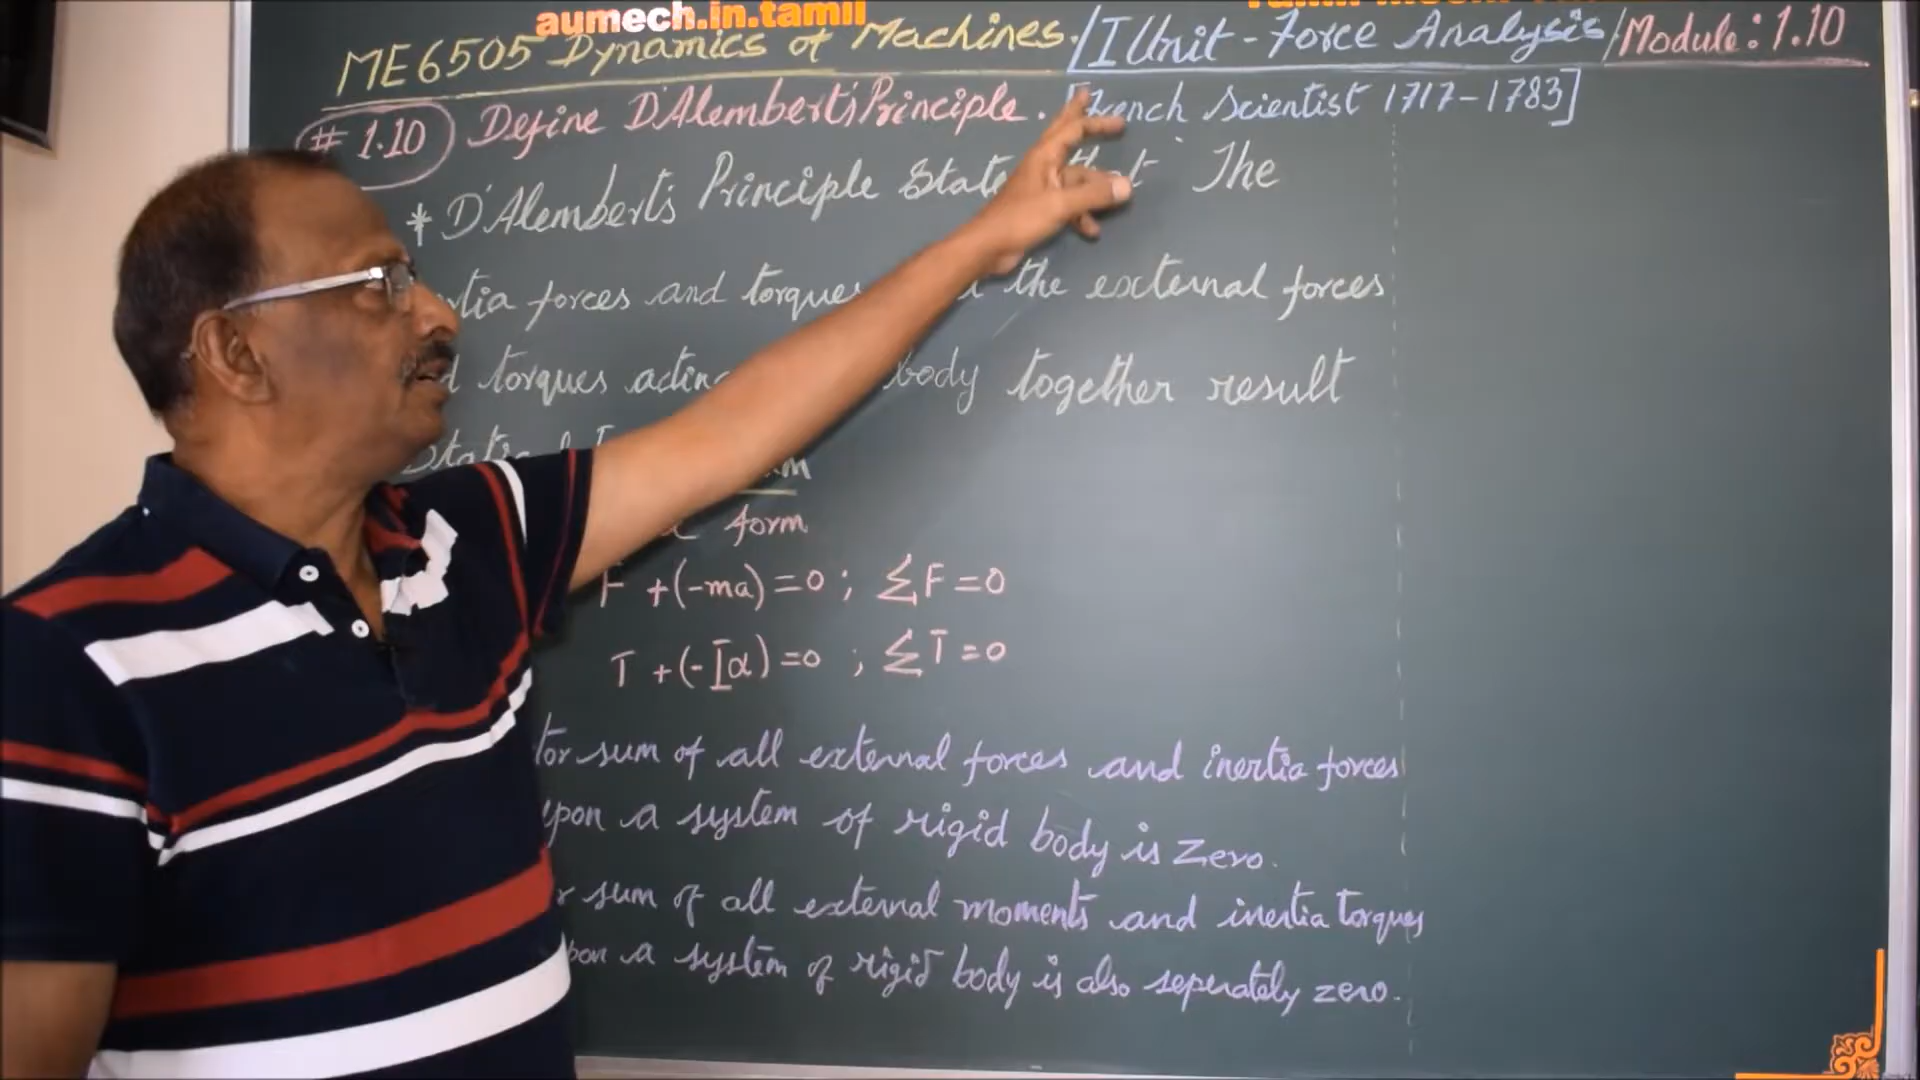 aumech.in.tamil
ME6505 Dynamics of Machines. / I Unit - Force Analysis / Module: 1.10
# 1.10 Define D'Alembert's Principle. [French Scientist 1717-1783]
* D'Alembert's Principle State that The
forces and torques the external forces
torques body together result
form
F +(-ma) =0 ; ΣF =0
T +(-Iα) =0 ; ΣT =0
sum of all external forces and inertia forces
upon a system of rigid body is Zero.
sum of all external moments and inertia torques
a system of rigid body is also seperately zero.